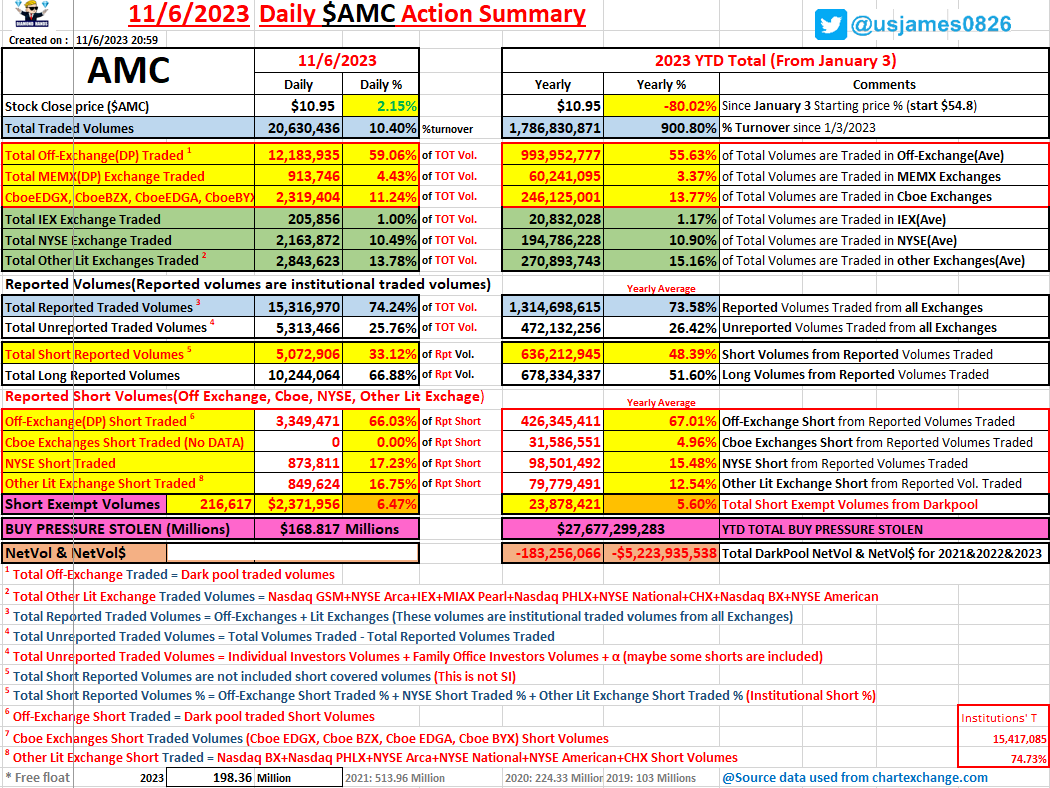 11/6/2023 Daily $AMC Action Summary
@usjames0826
Created on : 11/6/2023 20:59
AMC 11/6/2023 2023 YTD Total (From January 3)
Daily Daily % Yearly Yearly % Comments
Stock Close price ($AMC) $10.95 2.15% $10.95 -80.02% Since January 3 Starting price % (start $54.8)
Total Traded Volumes 20,630,436 10.40% %turnover 1,786,830,871 900.80% % Turnover since 1/3/2023
Total Off-Exchange(DP) Traded 1 12,183,935 59.06% of TOT Vol. 993,952,777 55.63% of Total Volumes are Traded in Off-Exchange(Ave)
Total MEMX(DP) Exchange Traded 913,746 4.43% of TOT Vol. 60,241,095 3.37% of Total Volumes are Traded in MEMX Exchanges
CboeEDGX, CboeBZX, CboeEDGA, CboeBYX 2,319,404 11.24% of TOT Vol. 246,125,001 13.77% of Total Volumes are Traded in Cboe Exchanges
Total IEX Exchange Traded 205,856 1.00% of TOT Vol. 20,832,028 1.17% of Total Volumes are Traded in IEX(Ave)
Total NYSE Exchange Traded 2,163,872 10.49% of TOT Vol. 194,786,228 10.90% of Total Volumes are Traded in NYSE(Ave)
Total Other Lit Exchanges Traded 2 2,843,623 13.78% of TOT Vol. 270,893,743 15.16% of Total Volumes are Traded in other Exchanges(Ave)
Reported Volumes(Reported volumes are institutional traded volumes) Yearly Average
Total Reported Traded Volumes 3 15,316,970 74.24% of TOT Vol. 1,314,698,615 73.58% Reported Volumes Traded from all Exchanges
Total Unreported Traded Volumes 4 5,313,466 25.76% of TOT Vol. 472,132,256 26.42% Unreported Volumes Traded from all Exchanges
Total Short Reported Volumes 5 5,072,906 33.12% of Rpt Vol. 636,212,945 48.39% Short Volumes from Reported Volumes Traded
Total Long Reported Volumes 10,244,064 66.88% of Rpt Vol. 678,334,337 51.60% Long Volumes from Reported Volumes Traded
Reported Short Volumes(Off Exchange, Cboe, NYSE, Other Lit Exchage) Yearly Average
Off-Exchange(DP) Short Traded 6 3,349,471 66.03% of Rpt Short 426,345,411 67.01% Off-Exchange Short from Reported Volumes Traded
Cboe Exchanges Short Traded (No DATA) 0 0.00% of Rpt Short 31,586,551 4.96% Cboe Exchanges Short from Reported Volumes Traded
NYSE Short Traded 873,811 17.23% of Rpt Short 98,501,492 15.48% NYSE Short from Reported Volumes Traded
Other Lit Exchange Short Traded 8 849,624 16.75% of Rpt Short 79,779,491 12.54% Other Lit Exchange Short from Reported Vol. Traded
Short Exempt Volumes 216,617 $2,371,956 6.47% 23,878,421 5.60% Total Short Exempt Volumes from Darkpool
BUY PRESSURE STOLEN (Millions) $168.817 Millions $27,677,299,283 YTD TOTAL BUY PRESSURE STOLEN
NetVol & NetVol$ -183,256,066 -$5,223,935,538 Total DarkPool NetVol & NetVol$ for 2021&2022&2023
1 Total Off-Exchange Traded = Dark pool traded volumes
2 Total Other Lit Exchange Traded Volumes = Nasdaq GSM+NYSE Arca+IEX+MIAX Pearl+Nasdaq PHLX+NYSE National+CHX+Nasdaq BX+NYSE American
3 Total Reported Traded Volumes = Off-Exchanges + Lit Exchanges (These volumes are institutional traded volumes from all Exchanges)
4 Total Unreported Traded Volumes = Total Volumes Traded - Total Reported Volumes Traded
4 Total Unreported Traded Volumes = Individual Investors Volumes + Family Office Investors Volumes + α (maybe some shorts are included)
5 Total Short Reported Volumes are not included short covered volumes (This is not SI)
5 Total Short Reported Volumes % = Off-Exchange Short Traded % + NYSE Short Traded % + Other Lit Exchange Short Traded % (Institutional Short %)
6 Off-Exchange Short Traded = Dark pool traded Short Volumes
Institutions' T
7 Cboe Exchanges Short Traded Volumes (Cboe EDGX, Cboe BZX, Cboe EDGA, Cboe BYX) Short Volumes
15,417,085
8 Other Lit Exchange Short Traded = Nasdaq BX+Nasdaq PHLX+NYSE Arca+NYSE National+NYSE American+CHX Short Volumes
74.73%
* Free float 2023 198.36 Million 2021: 513.96 Million 2020: 224.33 Million 2019: 103 Millions @Source data used from chartexchange.com